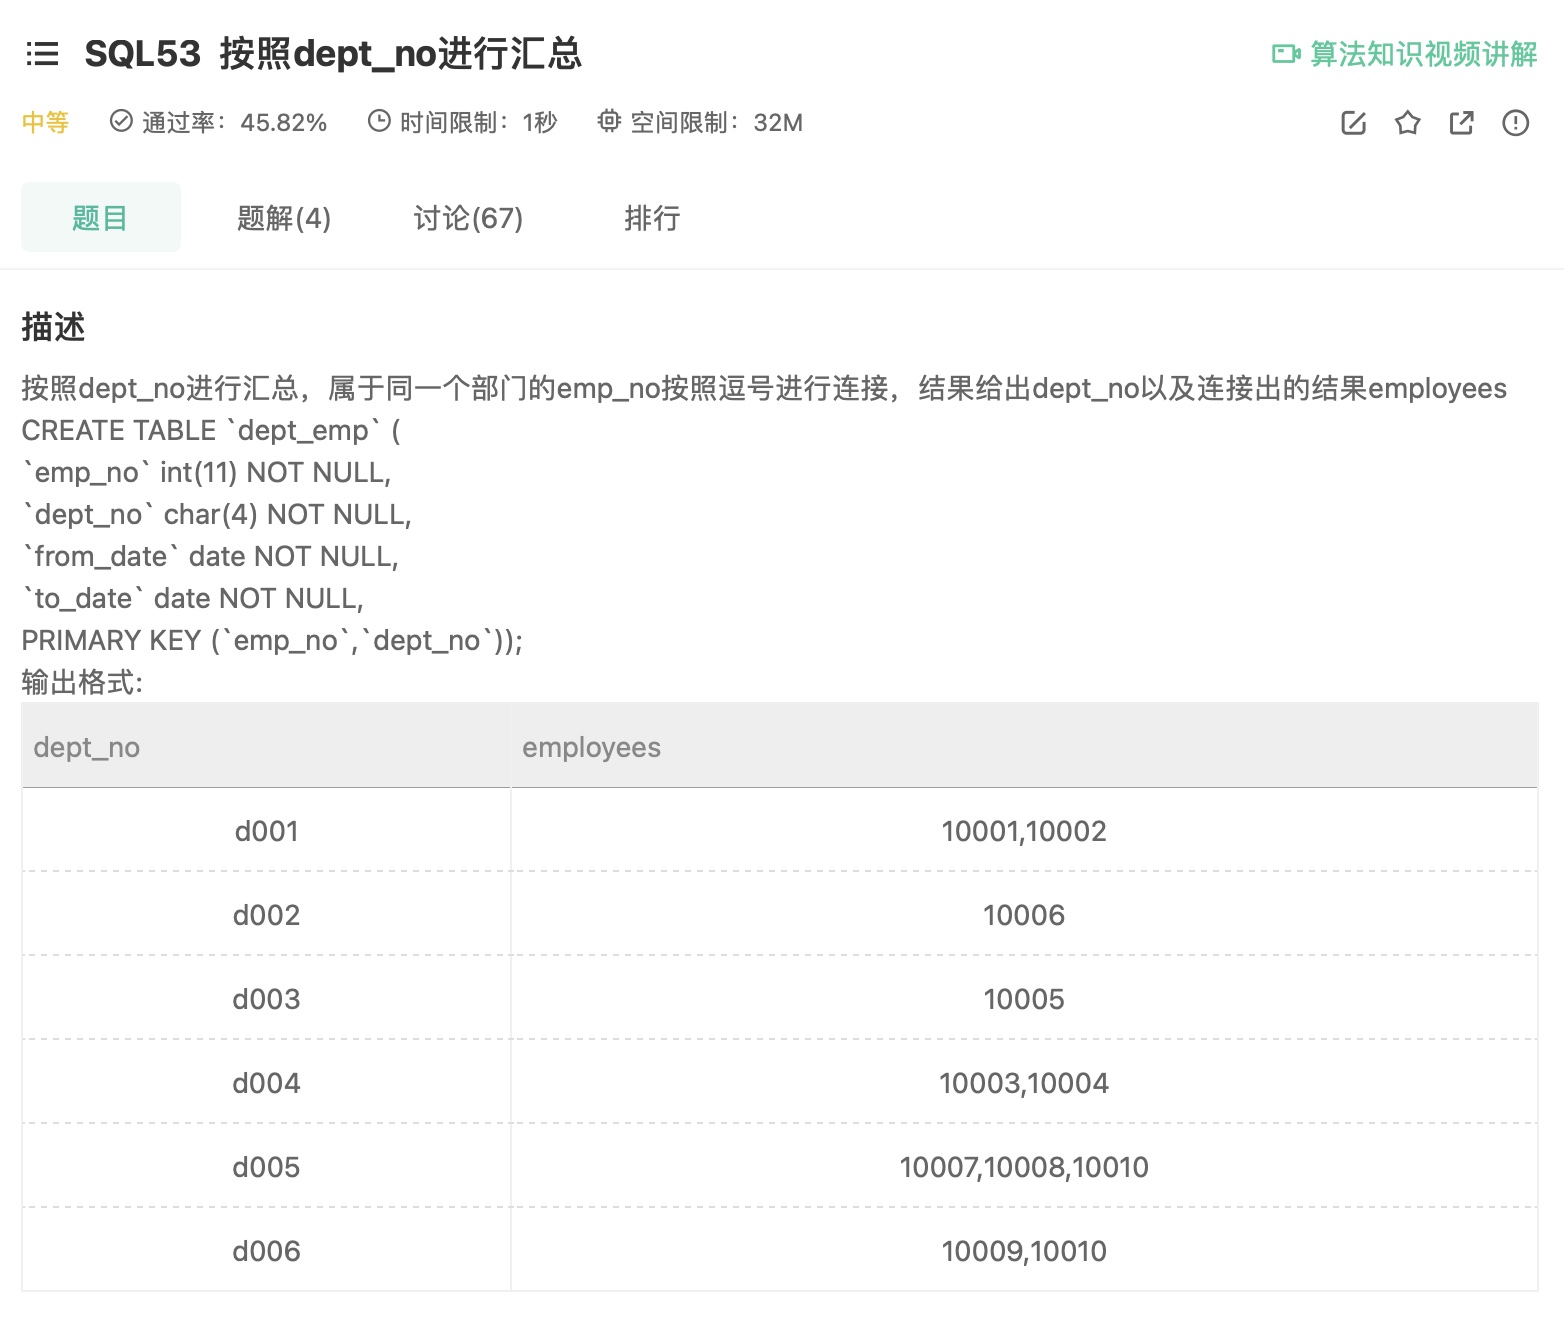 SQL53 按照dept_no进行汇总
算法知识视频讲解
中等 通过率：45.82% 时间限制：1秒 空间限制：32M
题目 题解(4) 讨论(67) 排行
描述
按照dept_no进行汇总，属于同一个部门的emp_no按照逗号进行连接，结果给出dept_no以及连接出的结果employees
CREATE TABLE `dept_emp` (
`emp_no` int(11) NOT NULL,
`dept_no` char(4) NOT NULL,
`from_date` date NOT NULL,
`to_date` date NOT NULL,
PRIMARY KEY (`emp_no`,`dept_no`));
输出格式:
dept_no employees
d001 10001,10002
d002 10006
d003 10005
d004 10003,10004
d005 10007,10008,10010
d006 10009,10010